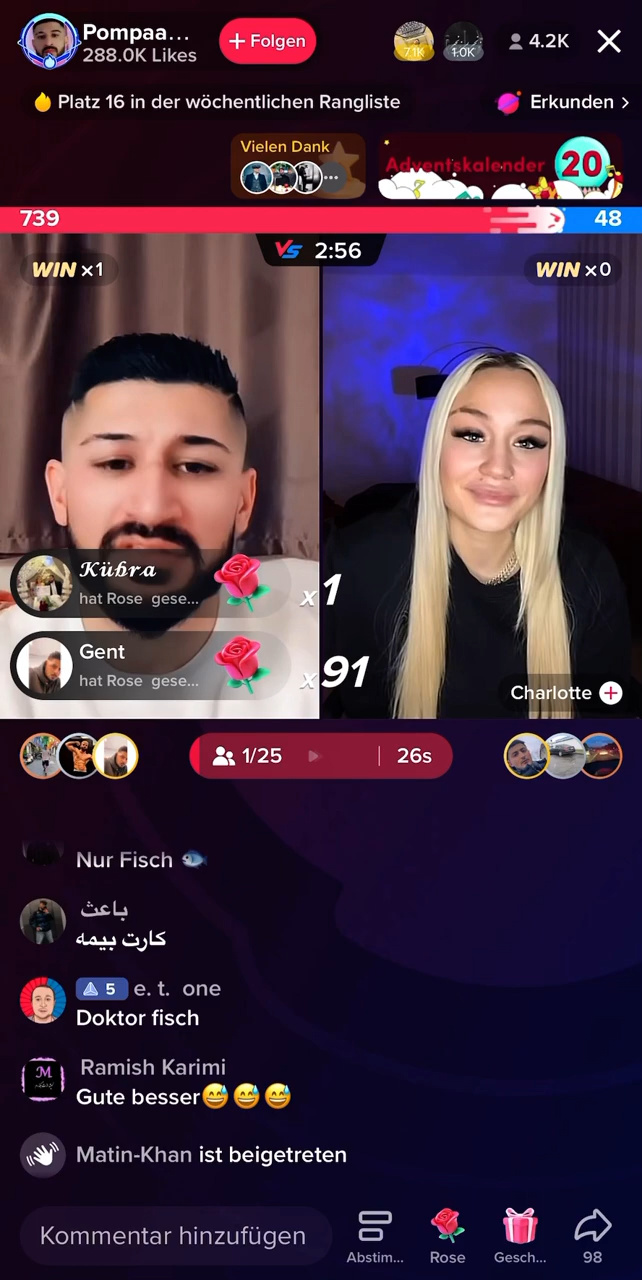 Pompaa...
288.0K Likes
+ Folgen
7.1K
1.0K
4.2K
Platz 16 in der wöchentlichen Rangliste
Erkunden >
Vielen Dank
Adventskalender 20
739
48
VS 2:56
WIN x1
WIN x0
𝓚ü𝓫𝓻𝓪
hat Rose gese...
x 1
Gent
hat Rose gese...
x 91
Charlotte
1/25
26s
Nur Fisch 🐟
باعث
کارت بیمه
5 e. t. one
Doktor fisch
Ramish Karimi
Gute besser😅😅😅
Matin-Khan ist beigetreten
Kommentar hinzufügen
Abstim...
Rose
Gesch...
98